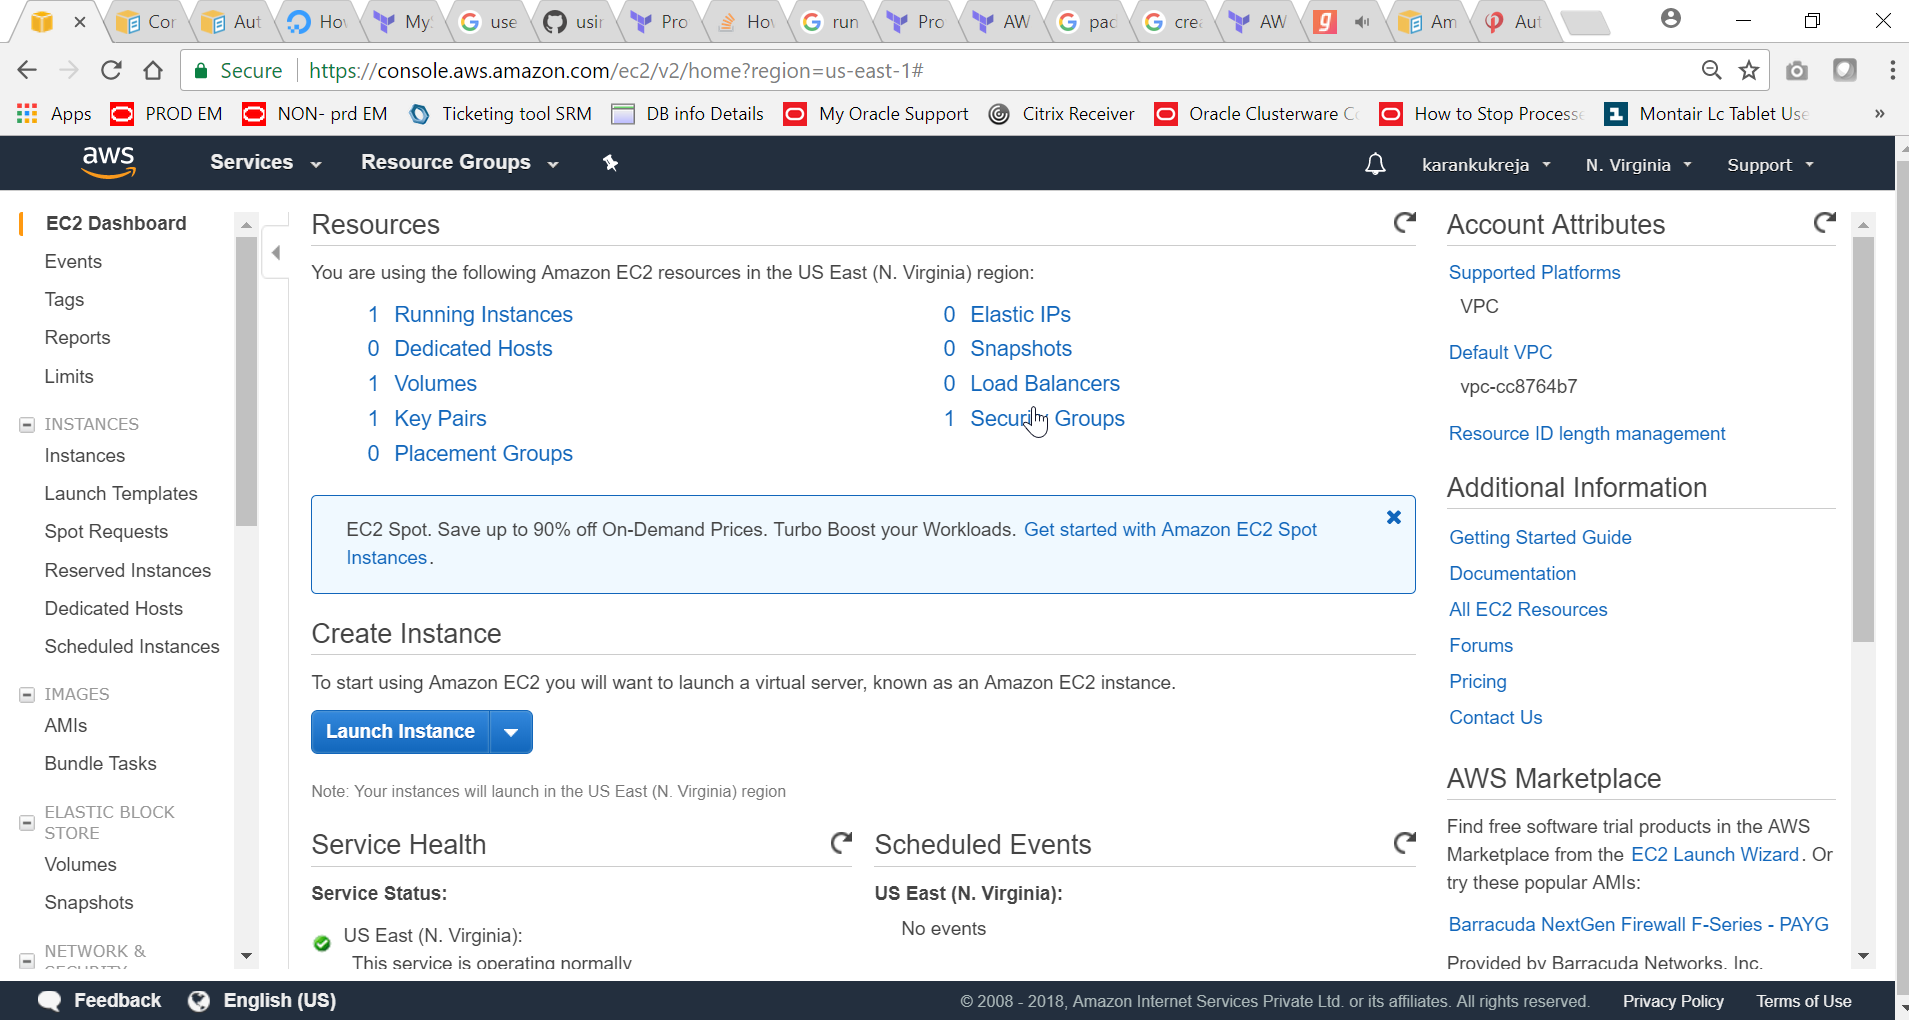 Cor
Aut
Hov
My
use
usin
Pro
Hov
run
Pro
AW
pac
crea
AW
g
Am
Aut
Secure
https://console.aws.amazon.com/ec2/v2/home?region=us-east-1#
Apps
PROD EM
NON- prd EM
Ticketing tool SRM
DB info Details
My Oracle Support
Citrix Receiver
Oracle Clusterware C
How to Stop Processe
1
Montair Lc Tablet Use
»
aws
Services
Resource Groups
karankukreja
N. Virginia
Support
EC2 Dashboard
Events
Tags
Reports
Limits
INSTANCES
Instances
Launch Templates
Spot Requests
Reserved Instances
Dedicated Hosts
Scheduled Instances
IMAGES
AMIs
Bundle Tasks
ELASTIC BLOCK
STORE
Volumes
Snapshots
NETWORK &
SECURITY
Resources
You are using the following Amazon EC2 resources in the US East (N. Virginia) region:
1 Running Instances
0 Dedicated Hosts
1 Volumes
1 Key Pairs
0 Placement Groups
0 Elastic IPs
0 Snapshots
0 Load Balancers
1 Security Groups
EC2 Spot. Save up to 90% off On-Demand Prices. Turbo Boost your Workloads. Get started with Amazon EC2 Spot
Instances.
Create Instance
To start using Amazon EC2 you will want to launch a virtual server, known as an Amazon EC2 instance.
Launch Instance
Note: Your instances will launch in the US East (N. Virginia) region
Service Health
Service Status:
US East (N. Virginia):
This service is operating normally
Scheduled Events
US East (N. Virginia):
No events
Account Attributes
Supported Platforms
VPC
Default VPC
vpc-cc8764b7
Resource ID length management
Additional Information
Getting Started Guide
Documentation
All EC2 Resources
Forums
Pricing
Contact Us
AWS Marketplace
Find free software trial products in the AWS
Marketplace from the EC2 Launch Wizard. Or
try these popular AMIs:
Barracuda NextGen Firewall F-Series - PAYG
Provided by Barracuda Networks, Inc.
Feedback
English (US)
© 2008 - 2018, Amazon Internet Services Private Ltd. or its affiliates. All rights reserved.
Privacy Policy
Terms of Use